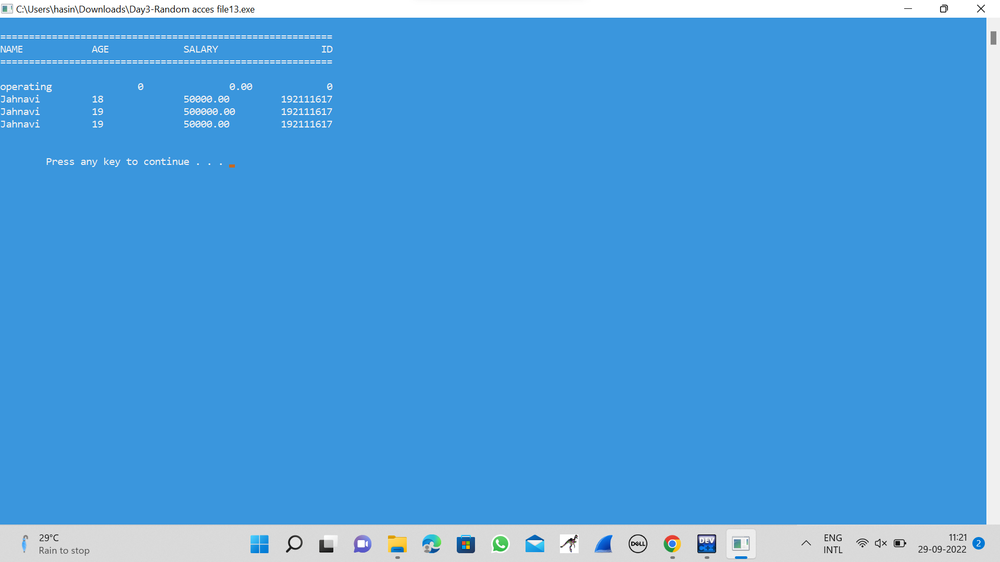 C:\Users\hasin\Downloads\Day3-Random acces file13.exe
==========================================================
NAME AGE SALARY ID
==========================================================
operating 0 0.00 0
Jahnavi 18 50000.00 192111617
Jahnavi 19 500000.00 192111617
Jahnavi 19 50000.00 192111617
Press any key to continue . . .
29°C
Rain to stop
DELL
DEV
C++
ENG
INTL
11:21
29-09-2022
2